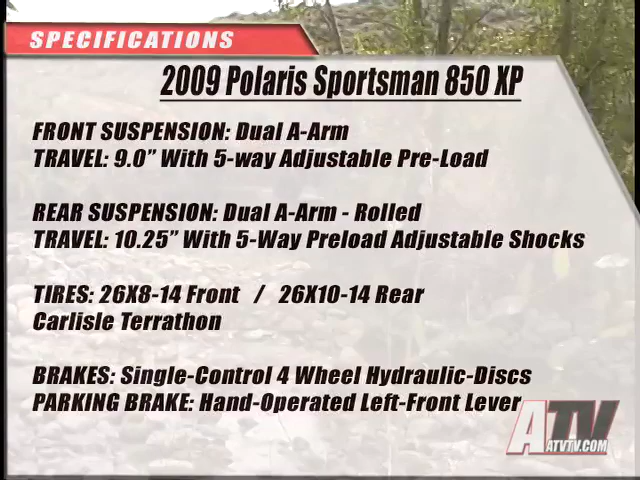 SPECIFICATIONS
2009 Polaris Sportsman 850 XP
FRONT SUSPENSION: Dual A-Arm
TRAVEL: 9.0” With 5-way Adjustable Pre-Load
REAR SUSPENSION: Dual A-Arm - Rolled
TRAVEL: 10.25” With 5-Way Preload Adjustable Shocks
TIRES: 26X8-14 Front / 26X10-14 Rear
Carlisle Terrathon
BRAKES: Single-Control 4 Wheel Hydraulic-Discs
PARKING BRAKE: Hand-Operated Left-Front Lever
ATV
ATVTV.COM